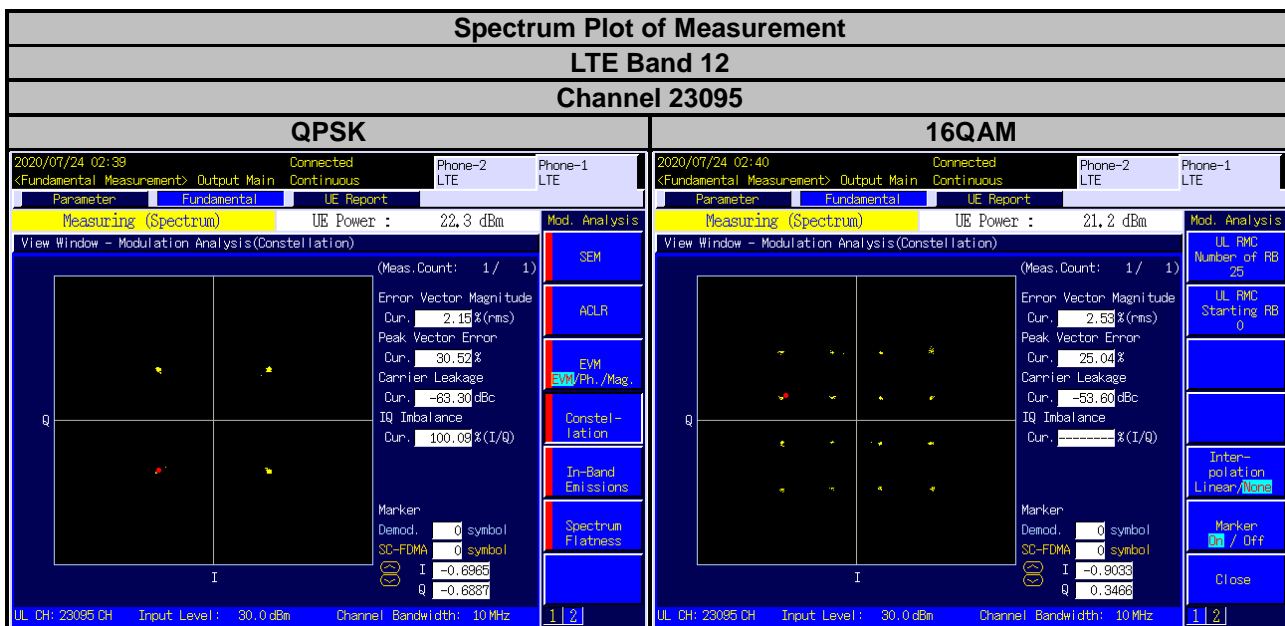 Spectrum Plot of Measurement
LTE Band 12
Channel 23095
QPSK
16QAM
2020/07/24 02:39 Connected Phone-2 Phone-1
<Fundamental Measurement> Output Main Continuous LTE LTE
Parameter Fundamental UE Report
Measuring (Spectrum) UE Power : 22.3 dBm Mod. Analysis
View Window - Modulation Analysis(Constellation)
(Meas.Count: 1/ 1)
Error Vector Magnitude
Cur. 2.15 %(rms)
Peak Vector Error
Cur. 30.52 %
Carrier Leakage
Cur. -63.30 dBc
IQ Imbalance
Cur. 100.09 %(I/Q)
Marker
Demod. 0 symbol
SC-FDMA 0 symbol
I -0.6965
Q -0.6887
Q
I
SEM
ACLR
EVM
EVM/Ph./Mag.
Constel-
lation
In-Band
Emissions
Spectrum
Flatness
UL CH: 23095 CH Input Level: 30.0 dBm Channel Bandwidth: 10 MHz 1 2
2020/07/24 02:40 Connected Phone-2 Phone-1
<Fundamental Measurement> Output Main Continuous LTE LTE
Parameter Fundamental UE Report
Measuring (Spectrum) UE Power : 21.2 dBm Mod. Analysis
View Window - Modulation Analysis(Constellation)
(Meas.Count: 1/ 1)
Error Vector Magnitude
Cur. 2.53 %(rms)
Peak Vector Error
Cur. 25.04 %
Carrier Leakage
Cur. -53.60 dBc
IQ Imbalance
Cur. -------- %(I/Q)
Marker
Demod. 0 symbol
SC-FDMA 0 symbol
I -0.9033
Q 0.3466
Q
I
UL RMC
Number of RB
25
UL RMC
Starting RB
0
Inter-
polation
Linear/None
Marker
On / Off
Close
UL CH: 23095 CH Input Level: 30.0 dBm Channel Bandwidth: 10 MHz 1 2